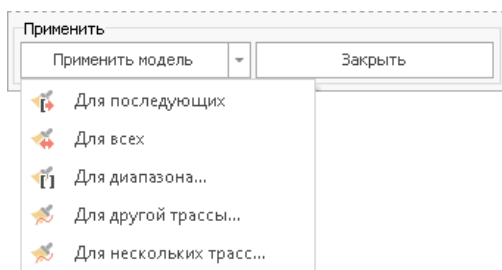 Применить
Применить модель
Закрыть
Для последующих
Для всех
Для диапазона...
Для другой трассы...
Для нескольких трасс...